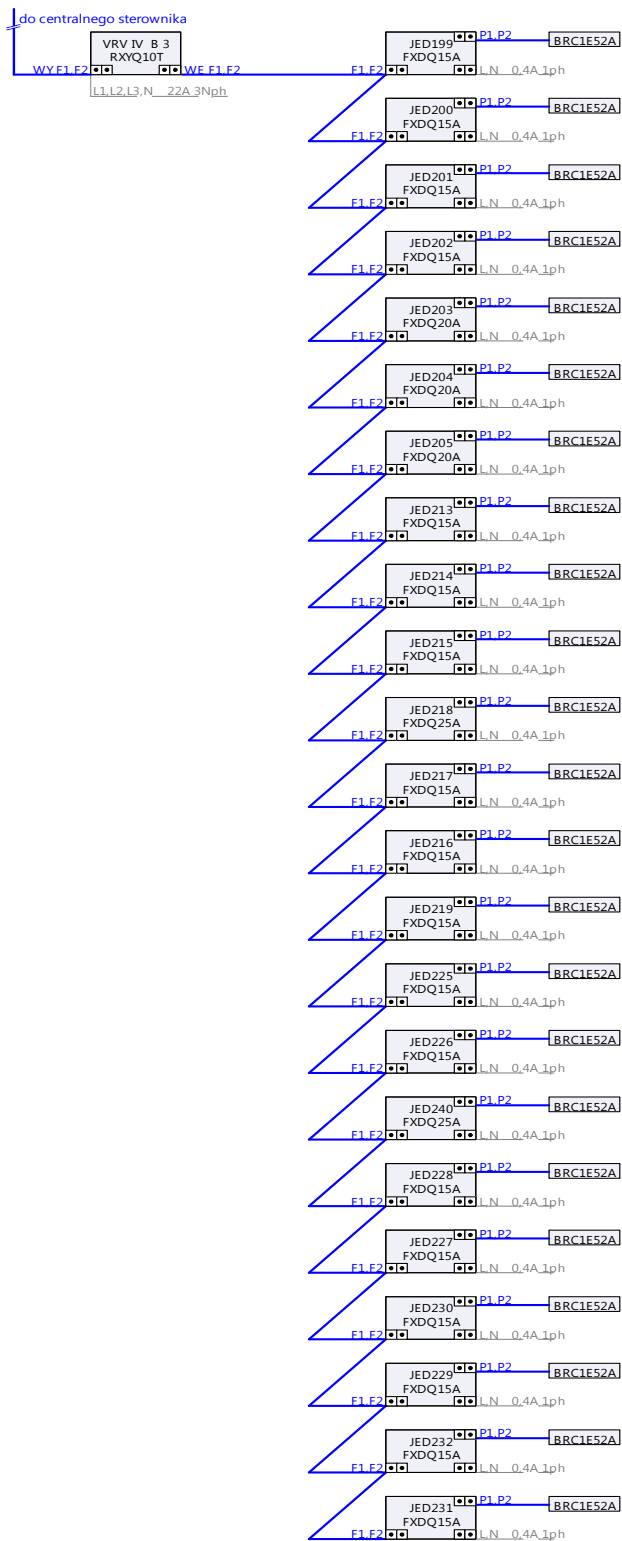 do centralnego sterownika
VRV IV B 3
RXYQ10T
WY F1,F2
WE F1,F2
L1,L2,L3,N 22A 3Nph
P1,P2
BRC1E52A
JED199
FXDQ15A
F1,F2
L,N 0,4A 1ph
P1,P2
BRC1E52A
JED200
FXDQ15A
F1,F2
L,N 0,4A 1ph
P1,P2
BRC1E52A
JED201
FXDQ15A
F1,F2
L,N 0,4A 1ph
P1,P2
BRC1E52A
JED202
FXDQ15A
F1,F2
L,N 0,4A 1ph
P1,P2
BRC1E52A
JED203
FXDQ20A
F1,F2
L,N 0,4A 1ph
P1,P2
BRC1E52A
JED204
FXDQ20A
F1,F2
L,N 0,4A 1ph
P1,P2
BRC1E52A
JED205
FXDQ20A
F1,F2
L,N 0,4A 1ph
P1,P2
BRC1E52A
JED213
FXDQ15A
F1,F2
L,N 0,4A 1ph
P1,P2
BRC1E52A
JED214
FXDQ15A
F1,F2
L,N 0,4A 1ph
P1,P2
BRC1E52A
JED215
FXDQ15A
F1,F2
L,N 0,4A 1ph
P1,P2
BRC1E52A
JED218
FXDQ25A
F1,F2
L,N 0,4A 1ph
P1,P2
BRC1E52A
JED217
FXDQ15A
F1,F2
L,N 0,4A 1ph
P1,P2
BRC1E52A
JED216
FXDQ15A
F1,F2
L,N 0,4A 1ph
P1,P2
BRC1E52A
JED219
FXDQ15A
F1,F2
L,N 0,4A 1ph
P1,P2
BRC1E52A
JED225
FXDQ15A
F1,F2
L,N 0,4A 1ph
P1,P2
BRC1E52A
JED226
FXDQ15A
F1,F2
L,N 0,4A 1ph
P1,P2
BRC1E52A
JED240
FXDQ25A
F1,F2
L,N 0,4A 1ph
P1,P2
BRC1E52A
JED228
FXDQ15A
F1,F2
L,N 0,4A 1ph
P1,P2
BRC1E52A
JED227
FXDQ15A
F1,F2
L,N 0,4A 1ph
P1,P2
BRC1E52A
JED230
FXDQ15A
F1,F2
L,N 0,4A 1ph
P1,P2
BRC1E52A
JED229
FXDQ15A
F1,F2
L,N 0,4A 1ph
P1,P2
BRC1E52A
JED232
FXDQ15A
F1,F2
L,N 0,4A 1ph
P1,P2
BRC1E52A
JED231
FXDQ15A
F1,F2
L,N 0,4A 1ph